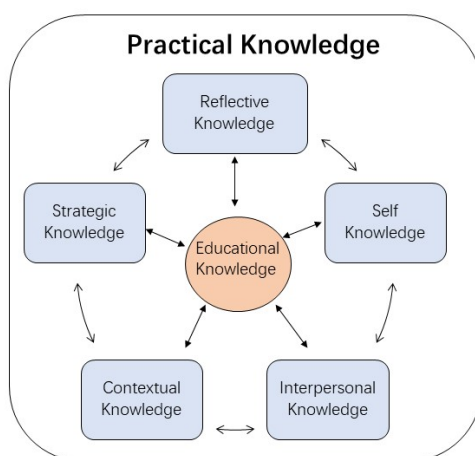 Practical Knowledge
Reflective
Knowledge
Strategic
Knowledge
Self
Knowledge
Educational
Knowledge
Contextual
Knowledge
Interpersonal
Knowledge